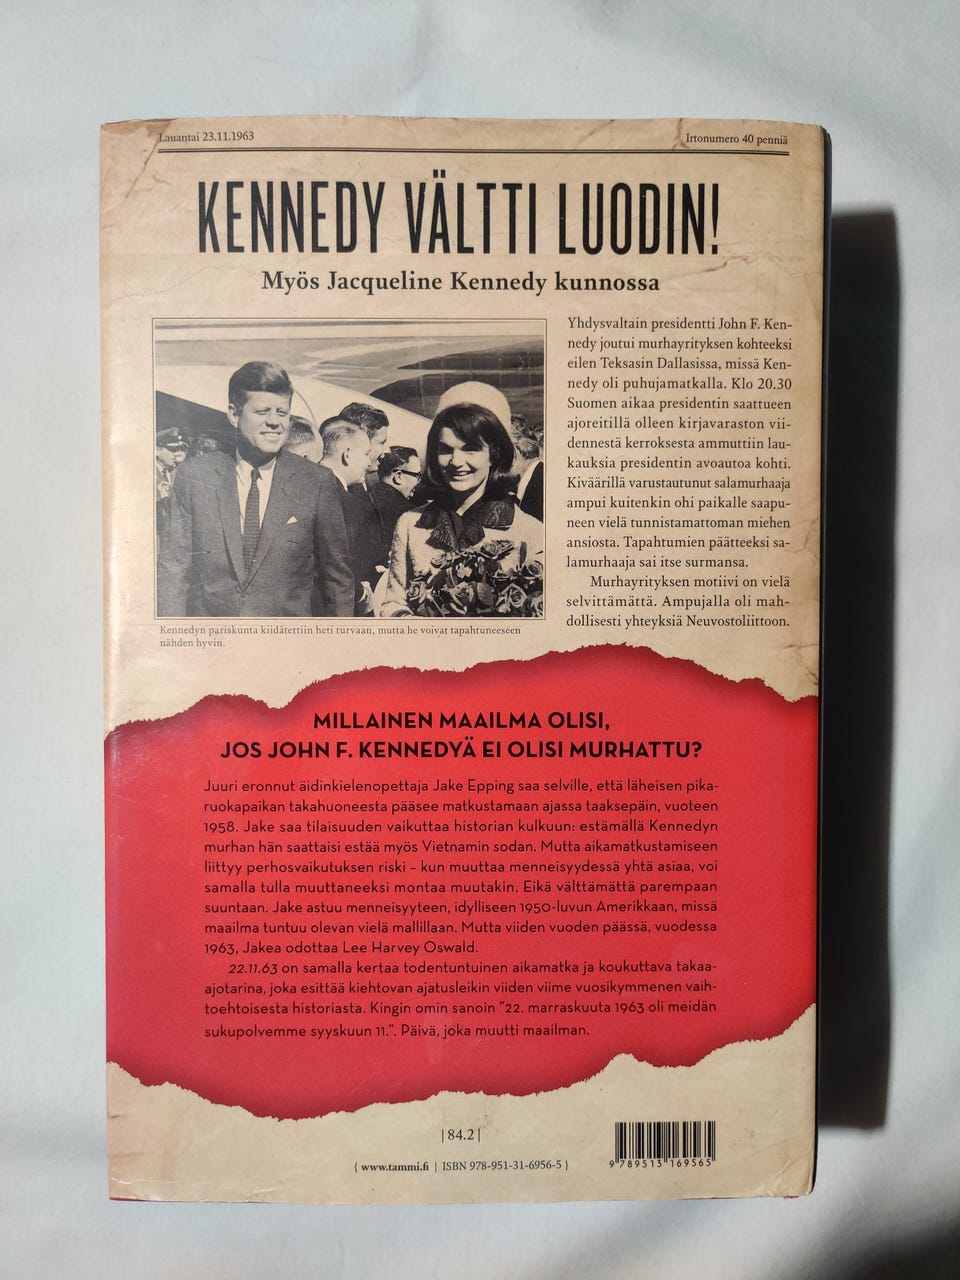 Lauantai 23.11.1963
Irtonumero 40 penniä
KENNEDY VÄLTTI LUODIN!
Myös Jacqueline Kennedy kunnossa
Yhdysvaltain presidentti John F. Ken-
nedy joutui murhayrityksen kohteeksi
eilen Teksasin Dallasissa, missä Ken-
nedy oli puhujamatkalla. Klo 20.30
Suomen aikaa presidentin saattueen
ajoreitillä olleen kirjavaraston vii-
dennestä kerroksesta ammuttiin lau-
kauksia presidentin avoautoa kohti.
Kiväärillä varustautunut salamurhaaja
ampui kuitenkin ohi paikalle saapu-
neen vielä tunnistamattoman miehen
ansiosta. Tapahtumien päätteeksi sa-
lamurhaaja sai itse surmansa.
Murhayrityksen motiivi on vielä
selvittämättä. Ampujalla oli mah-
dollisesti yhteyksiä Neuvostoliittoon.
Kennedyn pariskunta kiidätettiin heti turvaan, mutta he voivat tapahtuneeseen
nähden hyvin.
MILLAINEN MAAILMA OLISI,
JOS JOHN F. KENNEDYÄ EI OLISI MURHATTU?
Juuri eronnut äidinkielenopettaja Jake Epping saa selville, että läheisen pika-
ruokapaikan takahuoneesta pääsee matkustamaan ajassa taaksepäin, vuoteen
1958. Jake saa tilaisuuden vaikuttaa historian kulkuun: estämällä Kennedyn
murhan hän saattaisi estää myös Vietnamin sodan. Mutta aikamatkustamiseen
liittyy perhosvaikutuksen riski – kun muuttaa menneisyydessä yhtä asiaa, voi
samalla tulla muuttaneeksi montaa muutakin. Eikä välttämättä parempaan
suuntaan. Jake astuu menneisyyteen, idylliseen 1950-luvun Amerikkaan, missä
maailma tuntuu olevan vielä mallillaan. Mutta viiden vuoden päässä, vuodessa
1963, Jakea odottaa Lee Harvey Oswald.
22.11.63 on samalla kertaa todentuntuinen aikamatka ja koukuttava takaa-
ajotarina, joka esittää kiehtovan ajatusleikin viiden viime vuosikymmenen vaih-
toehtoisesta historiasta. Kingin omin sanoin "22. marraskuuta 1963 oli meidän
sukupolvemme syyskuun 11.". Päivä, joka muutti maailman.
| 84.2 |
{ www.tammi.fi | ISBN 978-951-31-6956-5 }
9 789513 169565